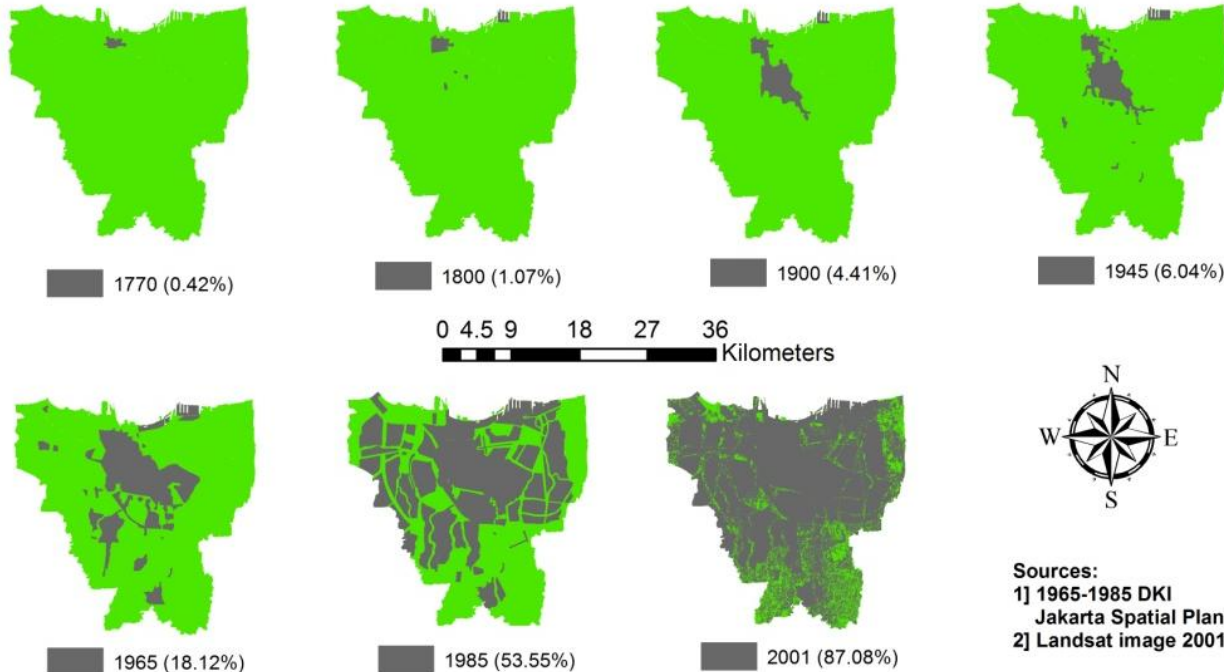 1770 (0.42%)
1800 (1.07%)
1900 (4.41%)
1945 (6.04%)
0 4.5 9 18 27 36
Kilometers
N
W E
S
1965 (18.12%)
1985 (53.55%)
2001 (87.08%)
Sources:
1] 1965-1985 DKI
Jakarta Spatial Plan
2] Landsat image 2001